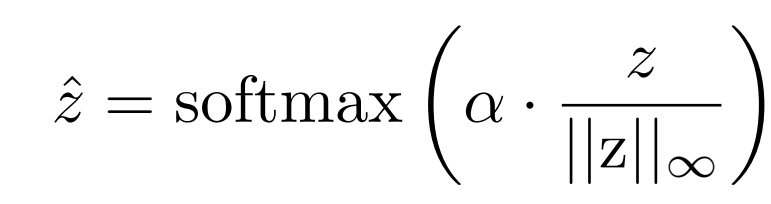 ẑ = softmax ( α · z / ||z||∞ )